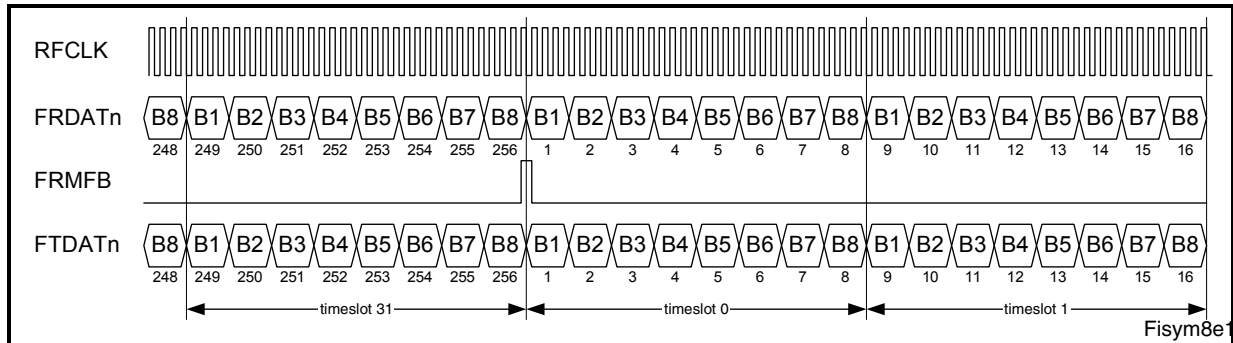 RFCLK
FRDATn B8 B1 B2 B3 B4 B5 B6 B7 B8 B1 B2 B3 B4 B5 B6 B7 B8 B1 B2 B3 B4 B5 B6 B7 B8
248 249 250 251 252 253 254 255 256 1 2 3 4 5 6 7 8 9 10 11 12 13 14 15 16
FRMFB
FTDATn B8 B1 B2 B3 B4 B5 B6 B7 B8 B1 B2 B3 B4 B5 B6 B7 B8 B1 B2 B3 B4 B5 B6 B7 B8
248 249 250 251 252 253 254 255 256 1 2 3 4 5 6 7 8 9 10 11 12 13 14 15 16
timeslot 31 timeslot 0 timeslot 1
Fisym8e1